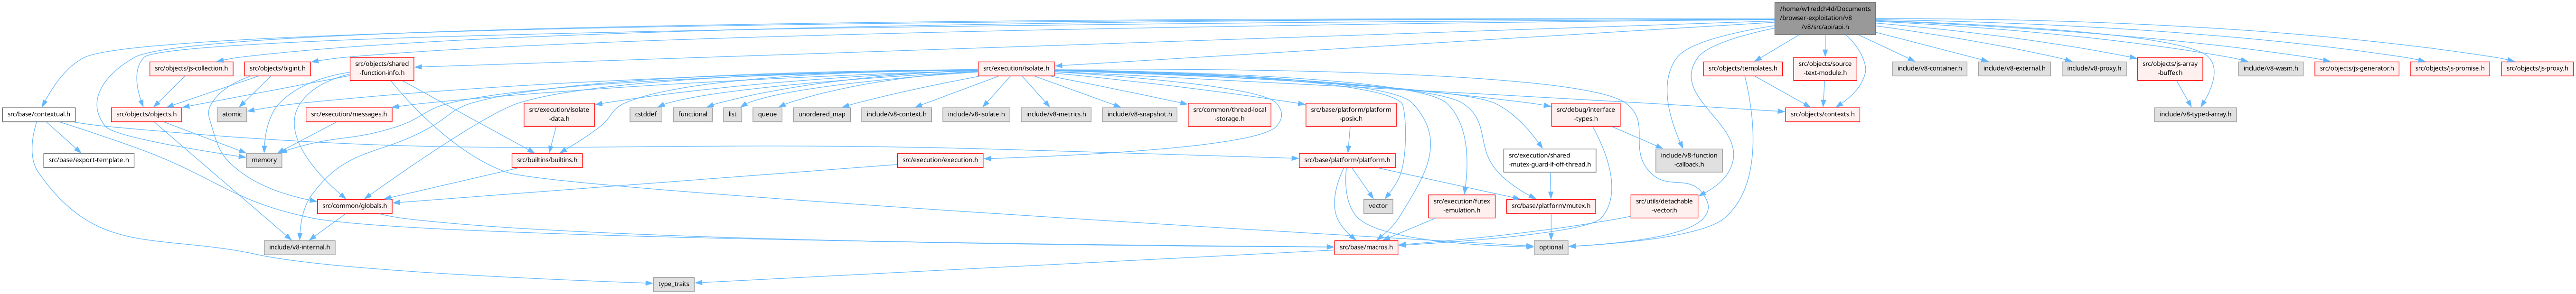 /home/w1redch4d/Documents
/browser-exploitation/v8
/v8/src/api/api.h
src/objects/js-collection.h
src/objects/bigint.h
src/objects/shared
-function-info.h
src/execution/isolate.h
src/objects/templates.h
src/objects/source
-text-module.h
include/v8-container.h
include/v8-external.h
include/v8-proxy.h
src/objects/js-array
-buffer.h
include/v8-wasm.h
src/objects/js-generator.h
src/objects/js-promise.h
src/objects/js-proxy.h
src/base/contextual.h
src/objects/objects.h
atomic
src/execution/messages.h
src/execution/isolate
-data.h
cstddef
functional
list
queue
unordered_map
include/v8-context.h
include/v8-isolate.h
include/v8-metrics.h
include/v8-snapshot.h
src/common/thread-local
-storage.h
src/base/platform/platform
-posix.h
src/debug/interface
-types.h
src/objects/contexts.h
include/v8-typed-array.h
src/base/export-template.h
memory
src/builtins/builtins.h
src/execution/execution.h
src/base/platform/platform.h
src/execution/shared
-mutex-guard-if-off-thread.h
include/v8-function
-callback.h
src/common/globals.h
vector
src/execution/futex
-emulation.h
src/base/platform/mutex.h
src/utils/detachable
-vector.h
include/v8-internal.h
src/base/macros.h
optional
type_traits